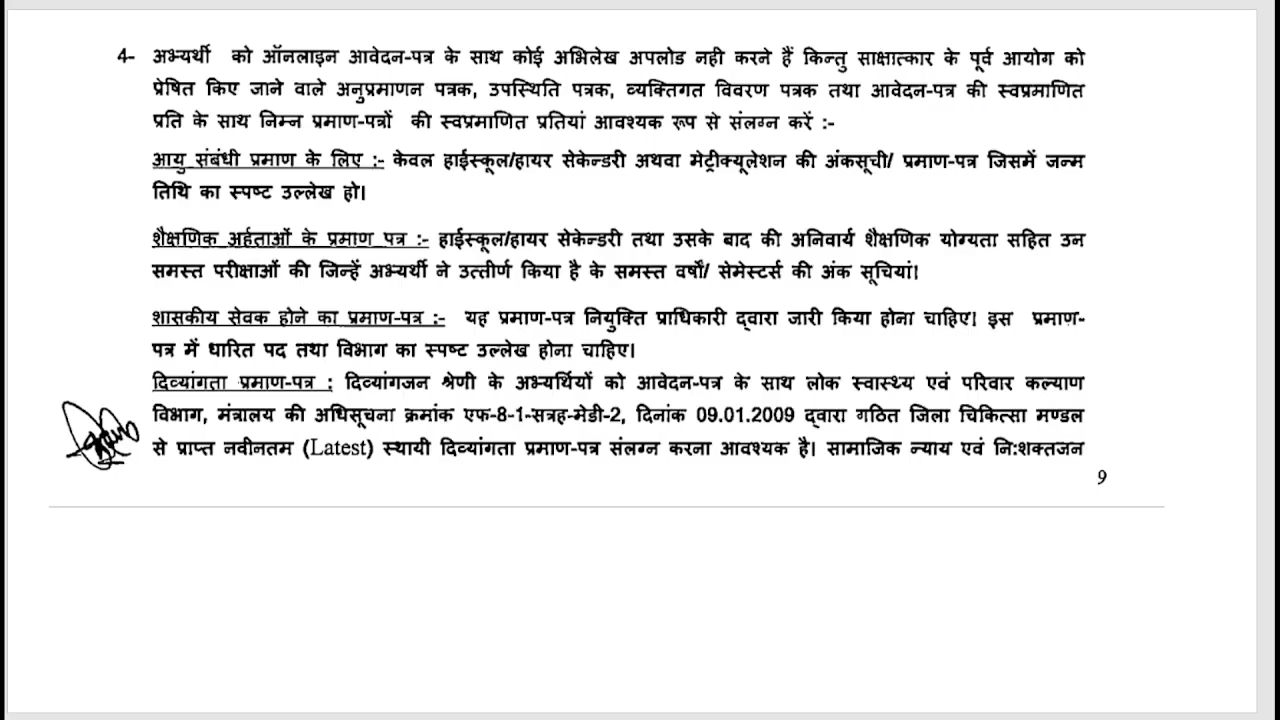 4- अभ्यर्थी को ऑनलाइन आवेदन-पत्र के साथ कोई अभिलेख अपलोड नही करने हैं किन्तु साक्षात्कार के पूर्व आयोग को
प्रेषित किए जाने वाले अनुप्रमाणन पत्रक, उपस्थिति पत्रक, व्यक्तिगत विवरण पत्रक तथा आवेदन-पत्र की स्वप्रमाणित
प्रति के साथ निम्न प्रमाण-पत्रों की स्वप्रमाणित प्रतियां आवश्यक रूप से संलग्न करें :-
आयु संबंधी प्रमाण के लिए :- केवल हाईस्कूल/हायर सेकेन्डरी अथवा मेट्रीक्यूलेशन की अंकसूची/ प्रमाण-पत्र जिसमें जन्म
तिथि का स्पष्ट उल्लेख हो।
शैक्षणिक अर्हताओं के प्रमाण पत्र :- हाईस्कूल/हायर सेकेन्डरी तथा उसके बाद की अनिवार्य शैक्षणिक योग्यता सहित उन
समस्त परीक्षाओं की जिन्हें अभ्यर्थी ने उत्तीर्ण किया है के समस्त वर्षों/ सेमेस्टर्स की अंक सूचियां।
शासकीय सेवक होने का प्रमाण-पत्र :- यह प्रमाण-पत्र नियुक्ति प्राधिकारी द्वारा जारी किया होना चाहिए। इस प्रमाण-
पत्र में धारित पद तथा विभाग का स्पष्ट उल्लेख होना चाहिए।
दिव्यांगता प्रमाण-पत्र : दिव्यांगजन श्रेणी के अभ्यर्थियों को आवेदन-पत्र के साथ लोक स्वास्थ्य एवं परिवार कल्याण
विभाग, मंत्रालय की अधिसूचना क्रमांक एफ-8-1-सत्रह-मेडी-2, दिनांक 09.01.2009 द्वारा गठित जिला चिकित्सा मण्डल
से प्राप्त नवीनतम (Latest) स्थायी दिव्यांगता प्रमाण-पत्र संलग्न करना आवश्यक है। सामाजिक न्याय एवं नि:शक्तजन
9